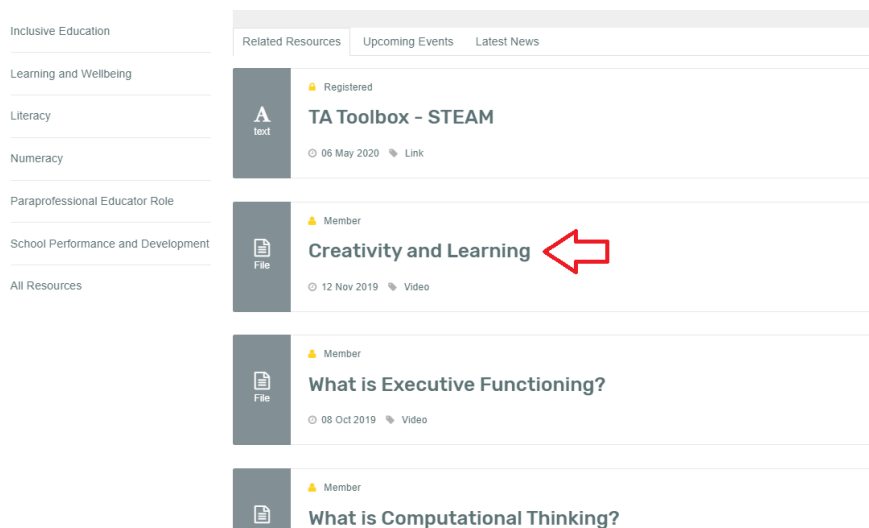 Inclusive Education
Learning and Wellbeing
Literacy
Numeracy
Paraprofessional Educator Role
School Performance and Development
All Resources
Related Resources Upcoming Events Latest News
Registered
A
text
TA Toolbox - STEAM
06 May 2020 Link
Member
File
Creativity and Learning
12 Nov 2019 Video
Member
File
What is Executive Functioning?
08 Oct 2019 Video
Member
What is Computational Thinking?